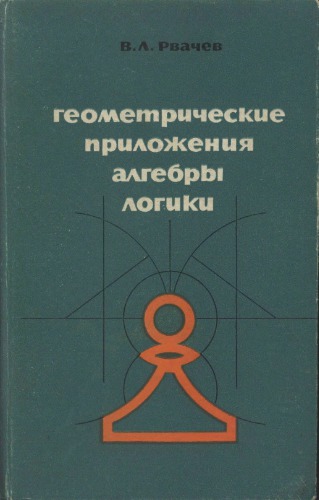 В.Л. Рвачев
геометрические
приложения
алгебры
логики